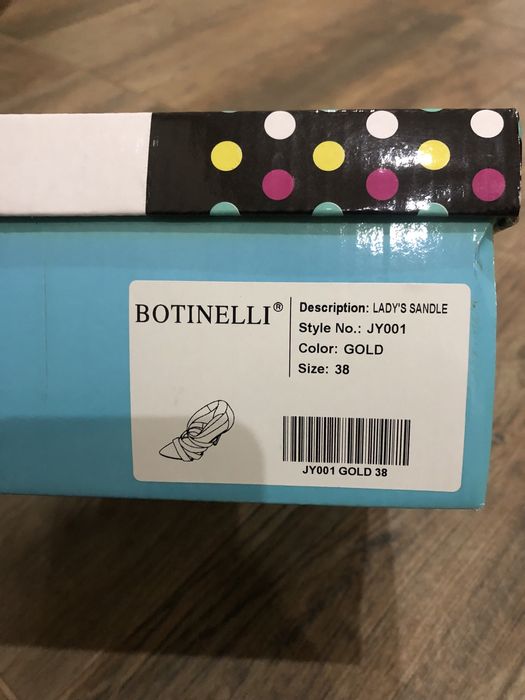 BOTINELLI®
Description: LADY'S SANDLE
Style No.: JY001
Color: GOLD
Size: 38
JY001 GOLD 38